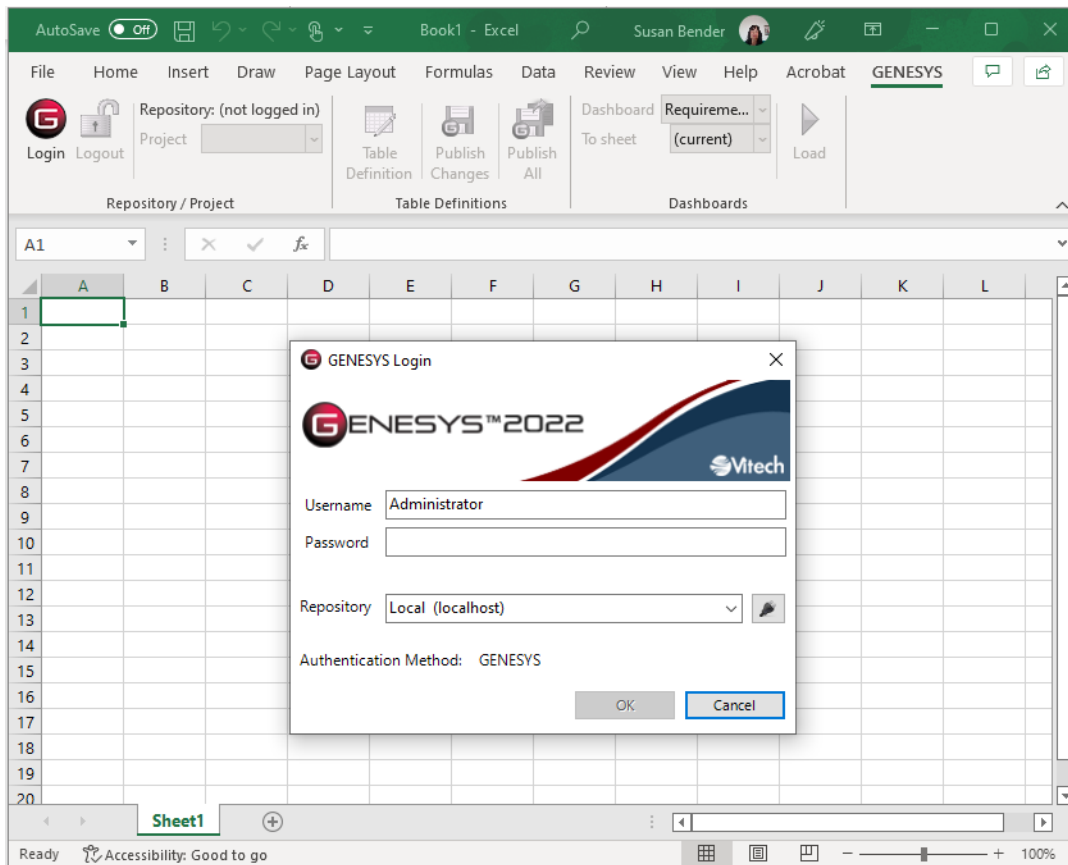 AutoSave Off Book1 - Excel Susan Bender
File Home Insert Draw Page Layout Formulas Data Review View Help Acrobat GENESYS
Login Logout
Repository: (not logged in)
Project
Repository / Project
Table Definition
Publish Changes
Publish All
Table Definitions
Dashboard Requireme...
To sheet (current)
Load
Dashboards
A1 fx
A B C D E F G H I J K L
1
2
3
4
5
6
7
8
9
10
11
12
13
14
15
16
17
18
19
20
G GENESYS Login
GENESYS™2022
Vitech
Username Administrator
Password
Repository Local (localhost)
Authentication Method: GENESYS
OK Cancel
Sheet1
Ready Accessibility: Good to go 100%